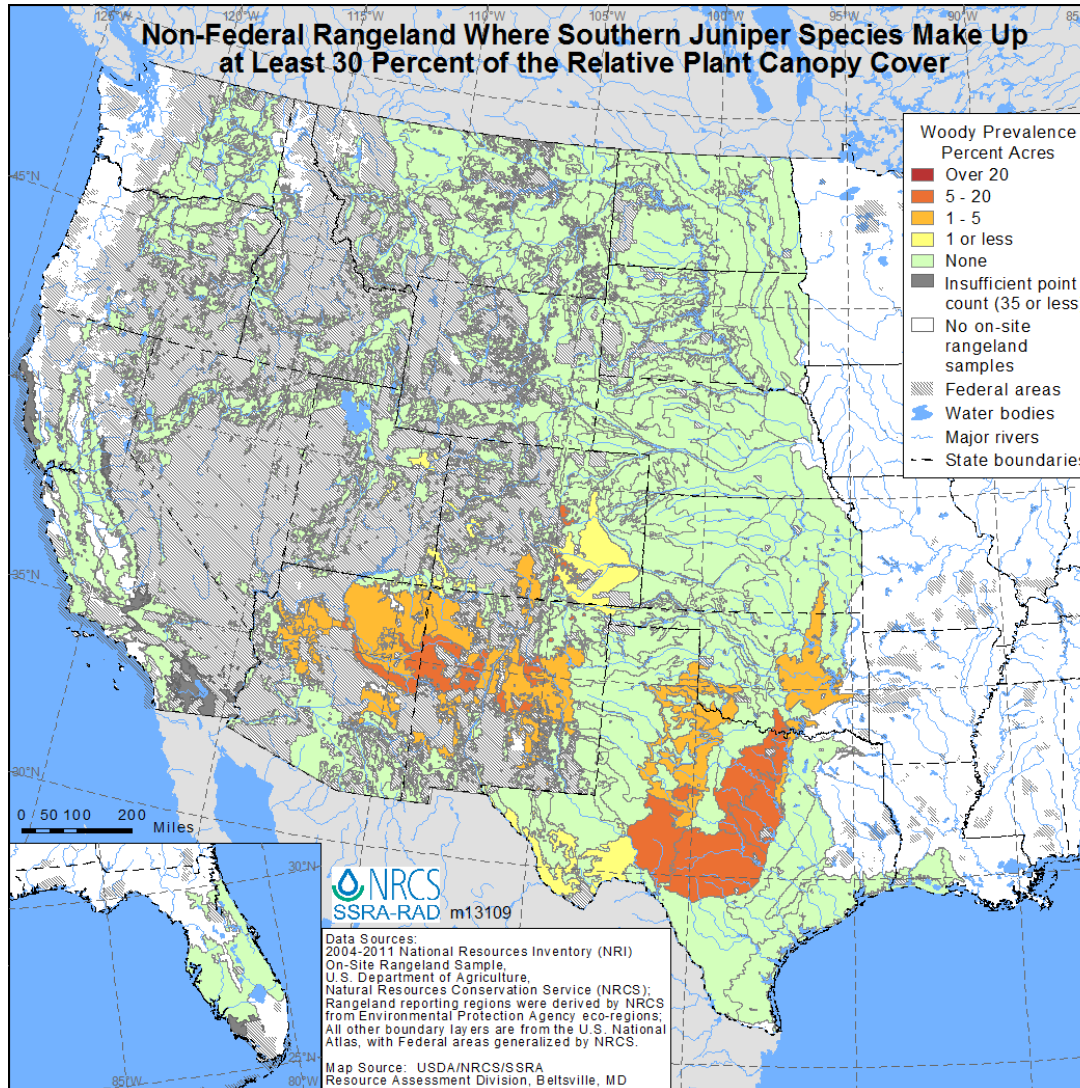 125°W 120°W 115°W 110°W 105°W 100°W 95°W 90°W 85°W
Non-Federal Rangeland Where Southern Juniper Species Make Up
at Least 30 Percent of the Relative Plant Canopy Cover
Woody Prevalence
Percent Acres
Over 20
5 - 20
1 - 5
1 or less
None
Insufficient point
count (35 or less
No on-site
rangeland
samples
Federal areas
Water bodies
Major rivers
State boundaries
45°N
35°N
30°N
0 50 100 200
Miles
30°N
25°N
85°W 80°W
NRCS
SSRA-RAD m13109
Data Sources:
2004-2011 National Resources Inventory (NRI)
On-Site Rangeland Sample,
U.S. Department of Agriculture,
Natural Resources Conservation Service (NRCS);
Rangeland reporting regions were derived by NRCS
from Environmental Protection Agency eco-regions;
All other boundary layers are from the U.S. National
Atlas, with Federal areas generalized by NRCS.
Map Source: USDA/NRCS/SSRA
Resource Assessment Division, Beltsville, MD